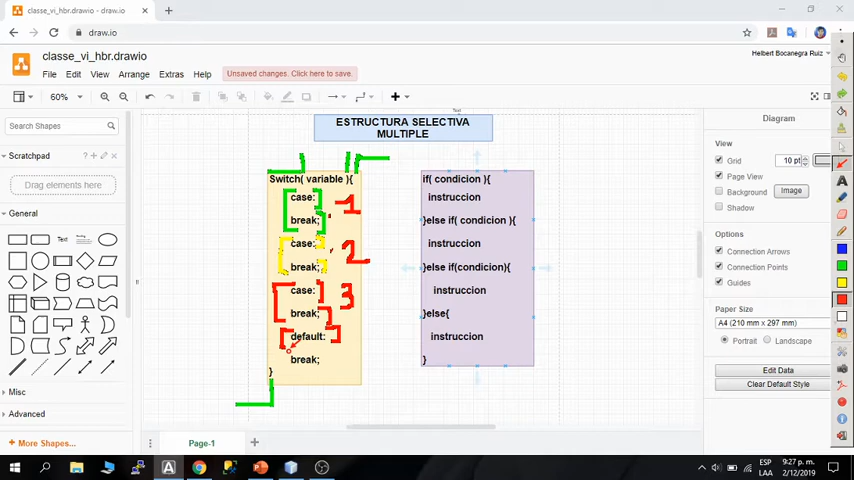 classe_vi_hbr.drawio
draw.io
classe_vi_hbr.drawio
Helbert Bocanegra Ruiz
File Edit View Arrange Extras Help
Unsaved changes. Click here to save.
60%
Search Shapes
Scratchpad
Drag elements here
General
Text
Misc
Advanced
+ More Shapes...
Text
ESTRUCTURA SELECTIVA
MULTIPLE
Switch( variable ){
case:
break;
case:
break;
case:
break;
default:
break;
}
1
2
3
if( condicion ){
instruccion
}else if( condicion ){
instruccion
}else if(condicion){
instruccion
}else{
instruccion
}
Diagram
View
Grid
10 pt
Page View
Background
Image
Shadow
Options
Connection Arrows
Connection Points
Guides
Paper Size
A4 (210 mm x 297 mm)
Portrait
Landscape
Edit Data
Clear Default Style
Page-1
ESP
LAA
9:27 p. m.
2/12/2019